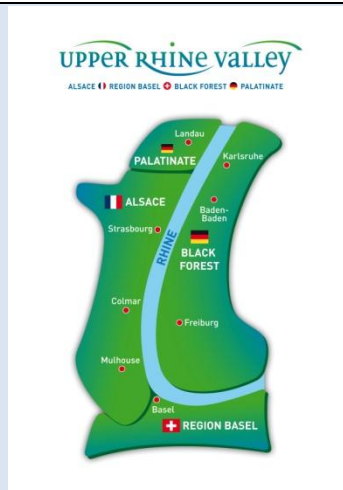 UPPER RHINE VALLEY
ALSACE REGION BASEL BLACK FOREST PALATINATE
Landau
PALATINATE
Karlsruhe
ALSACE
Baden-
Baden
Strasbourg
RHINE
BLACK
FOREST
Colmar
Freiburg
Mulhouse
Basel
REGION BASEL